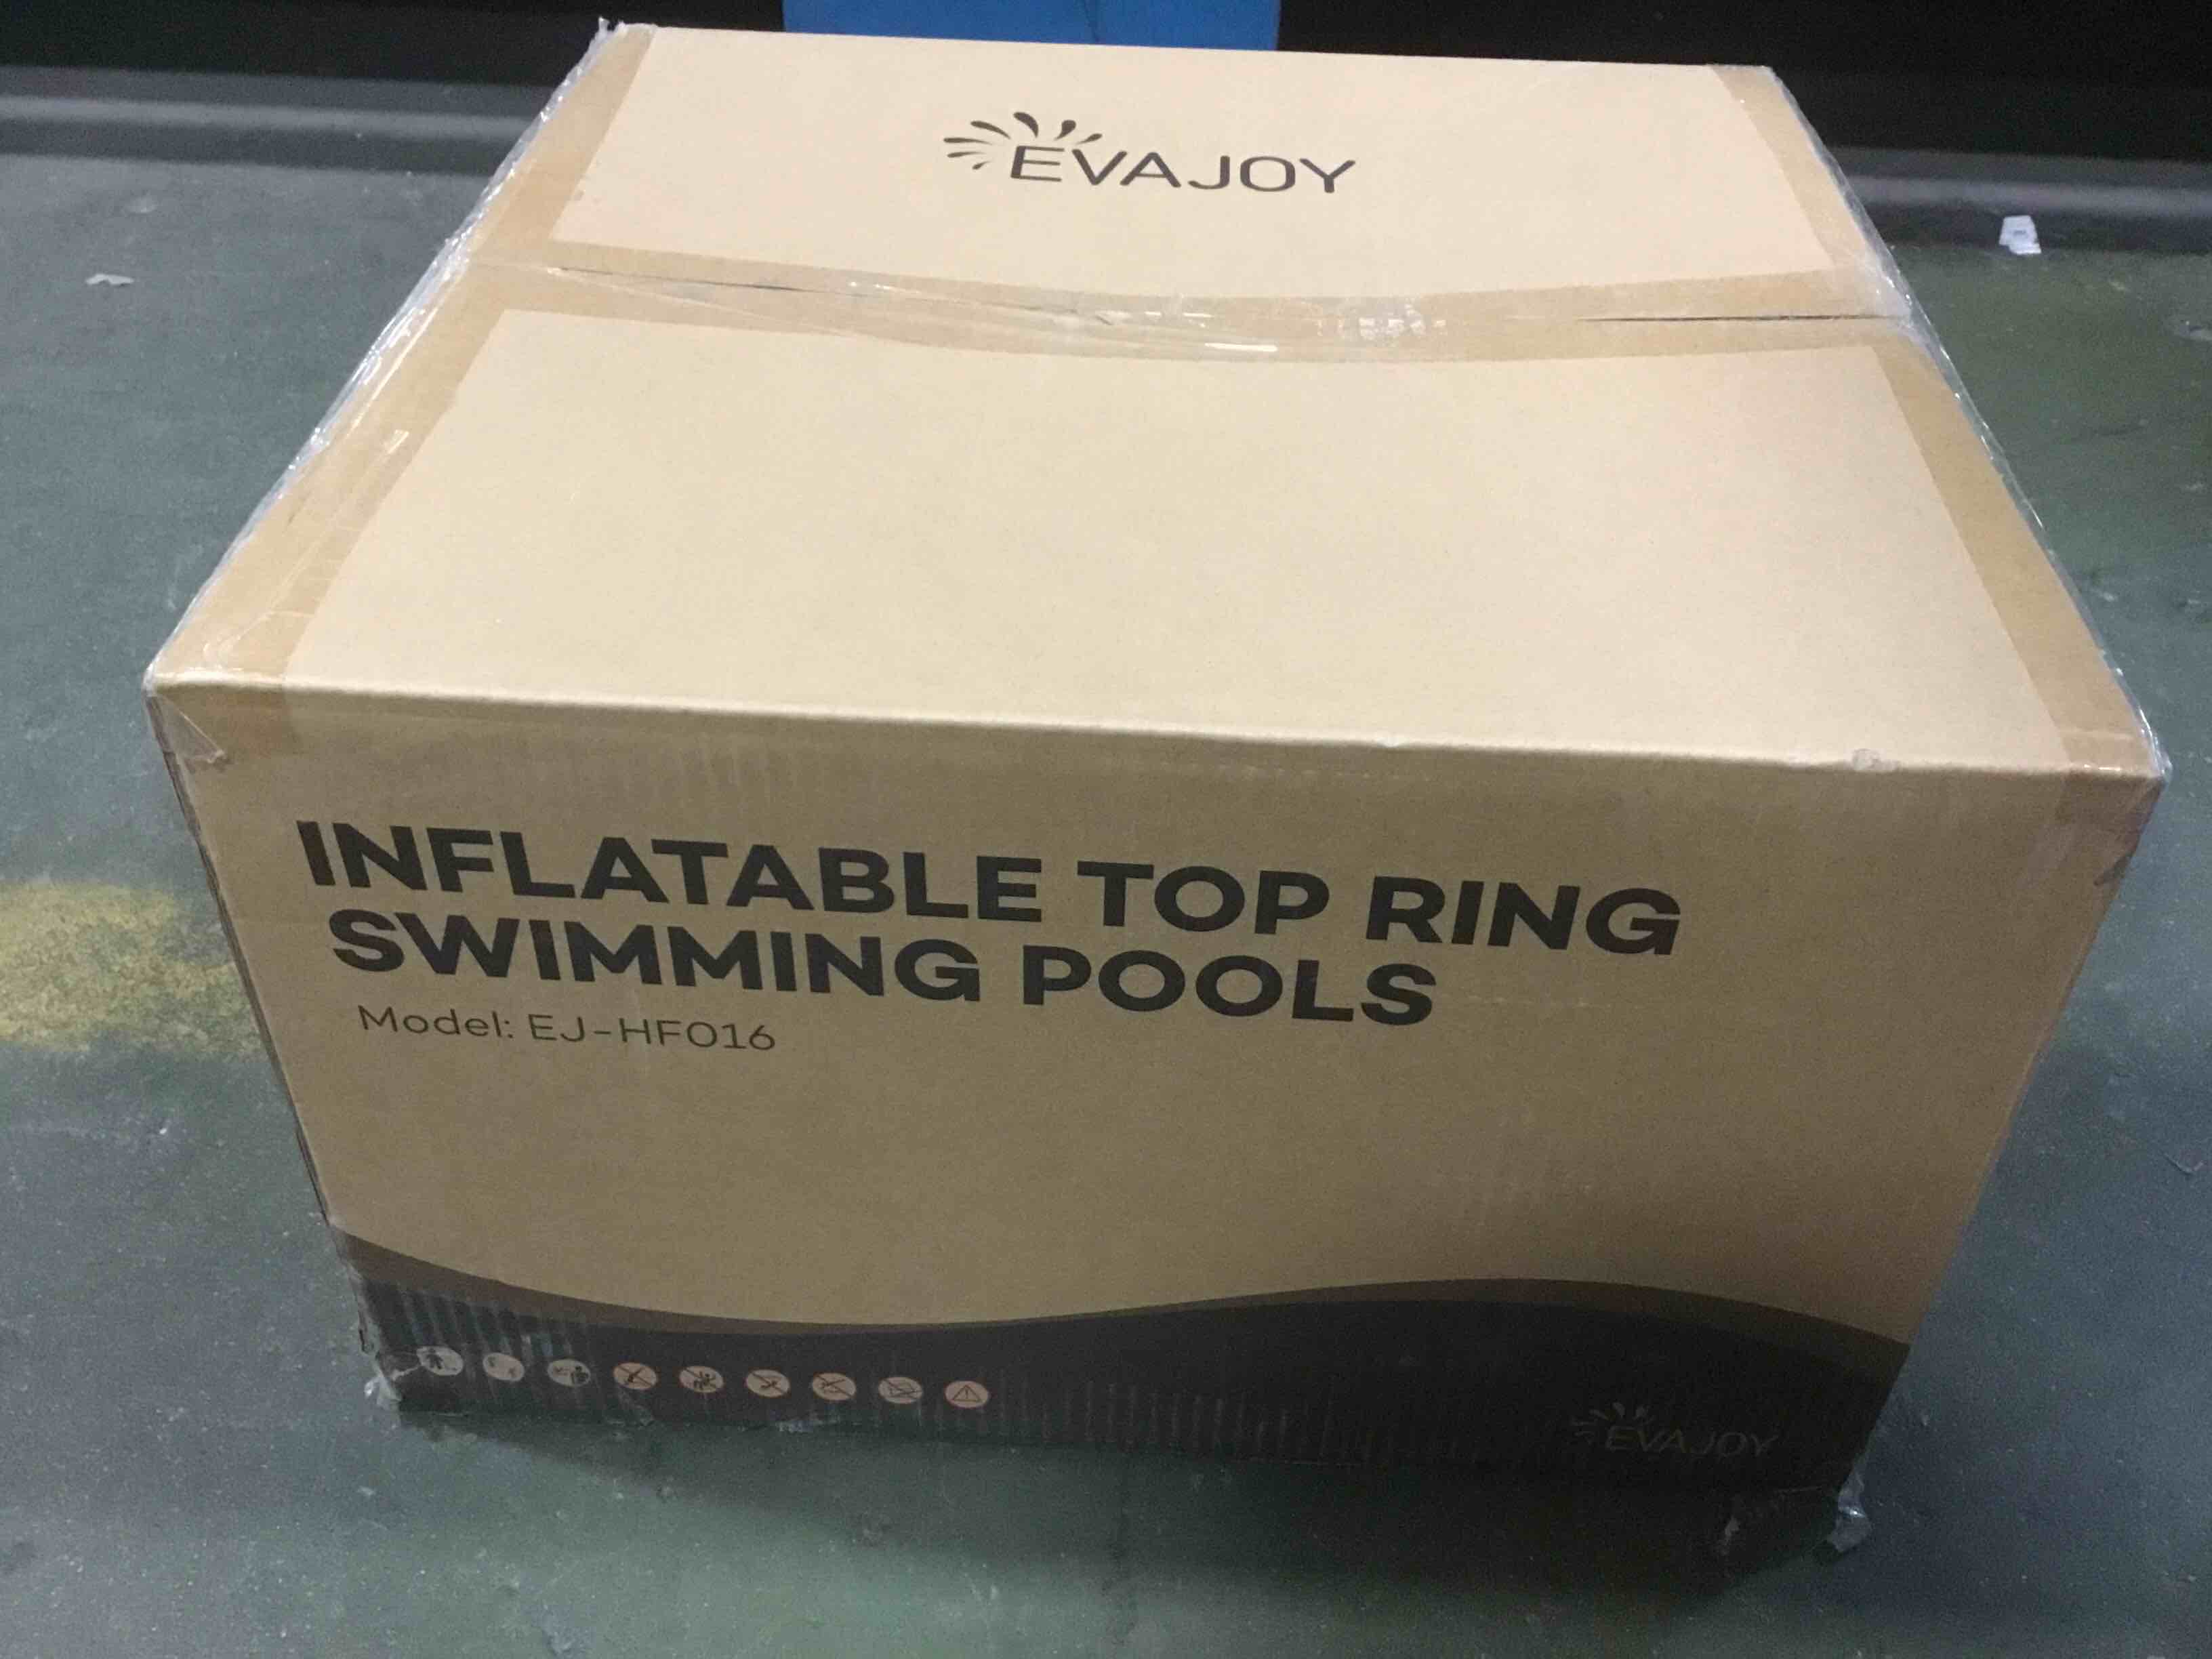 EVAJOY
INFLATABLE TOP RING
SWIMMING POOLS
Model: EJ-HF016
EVAJOY